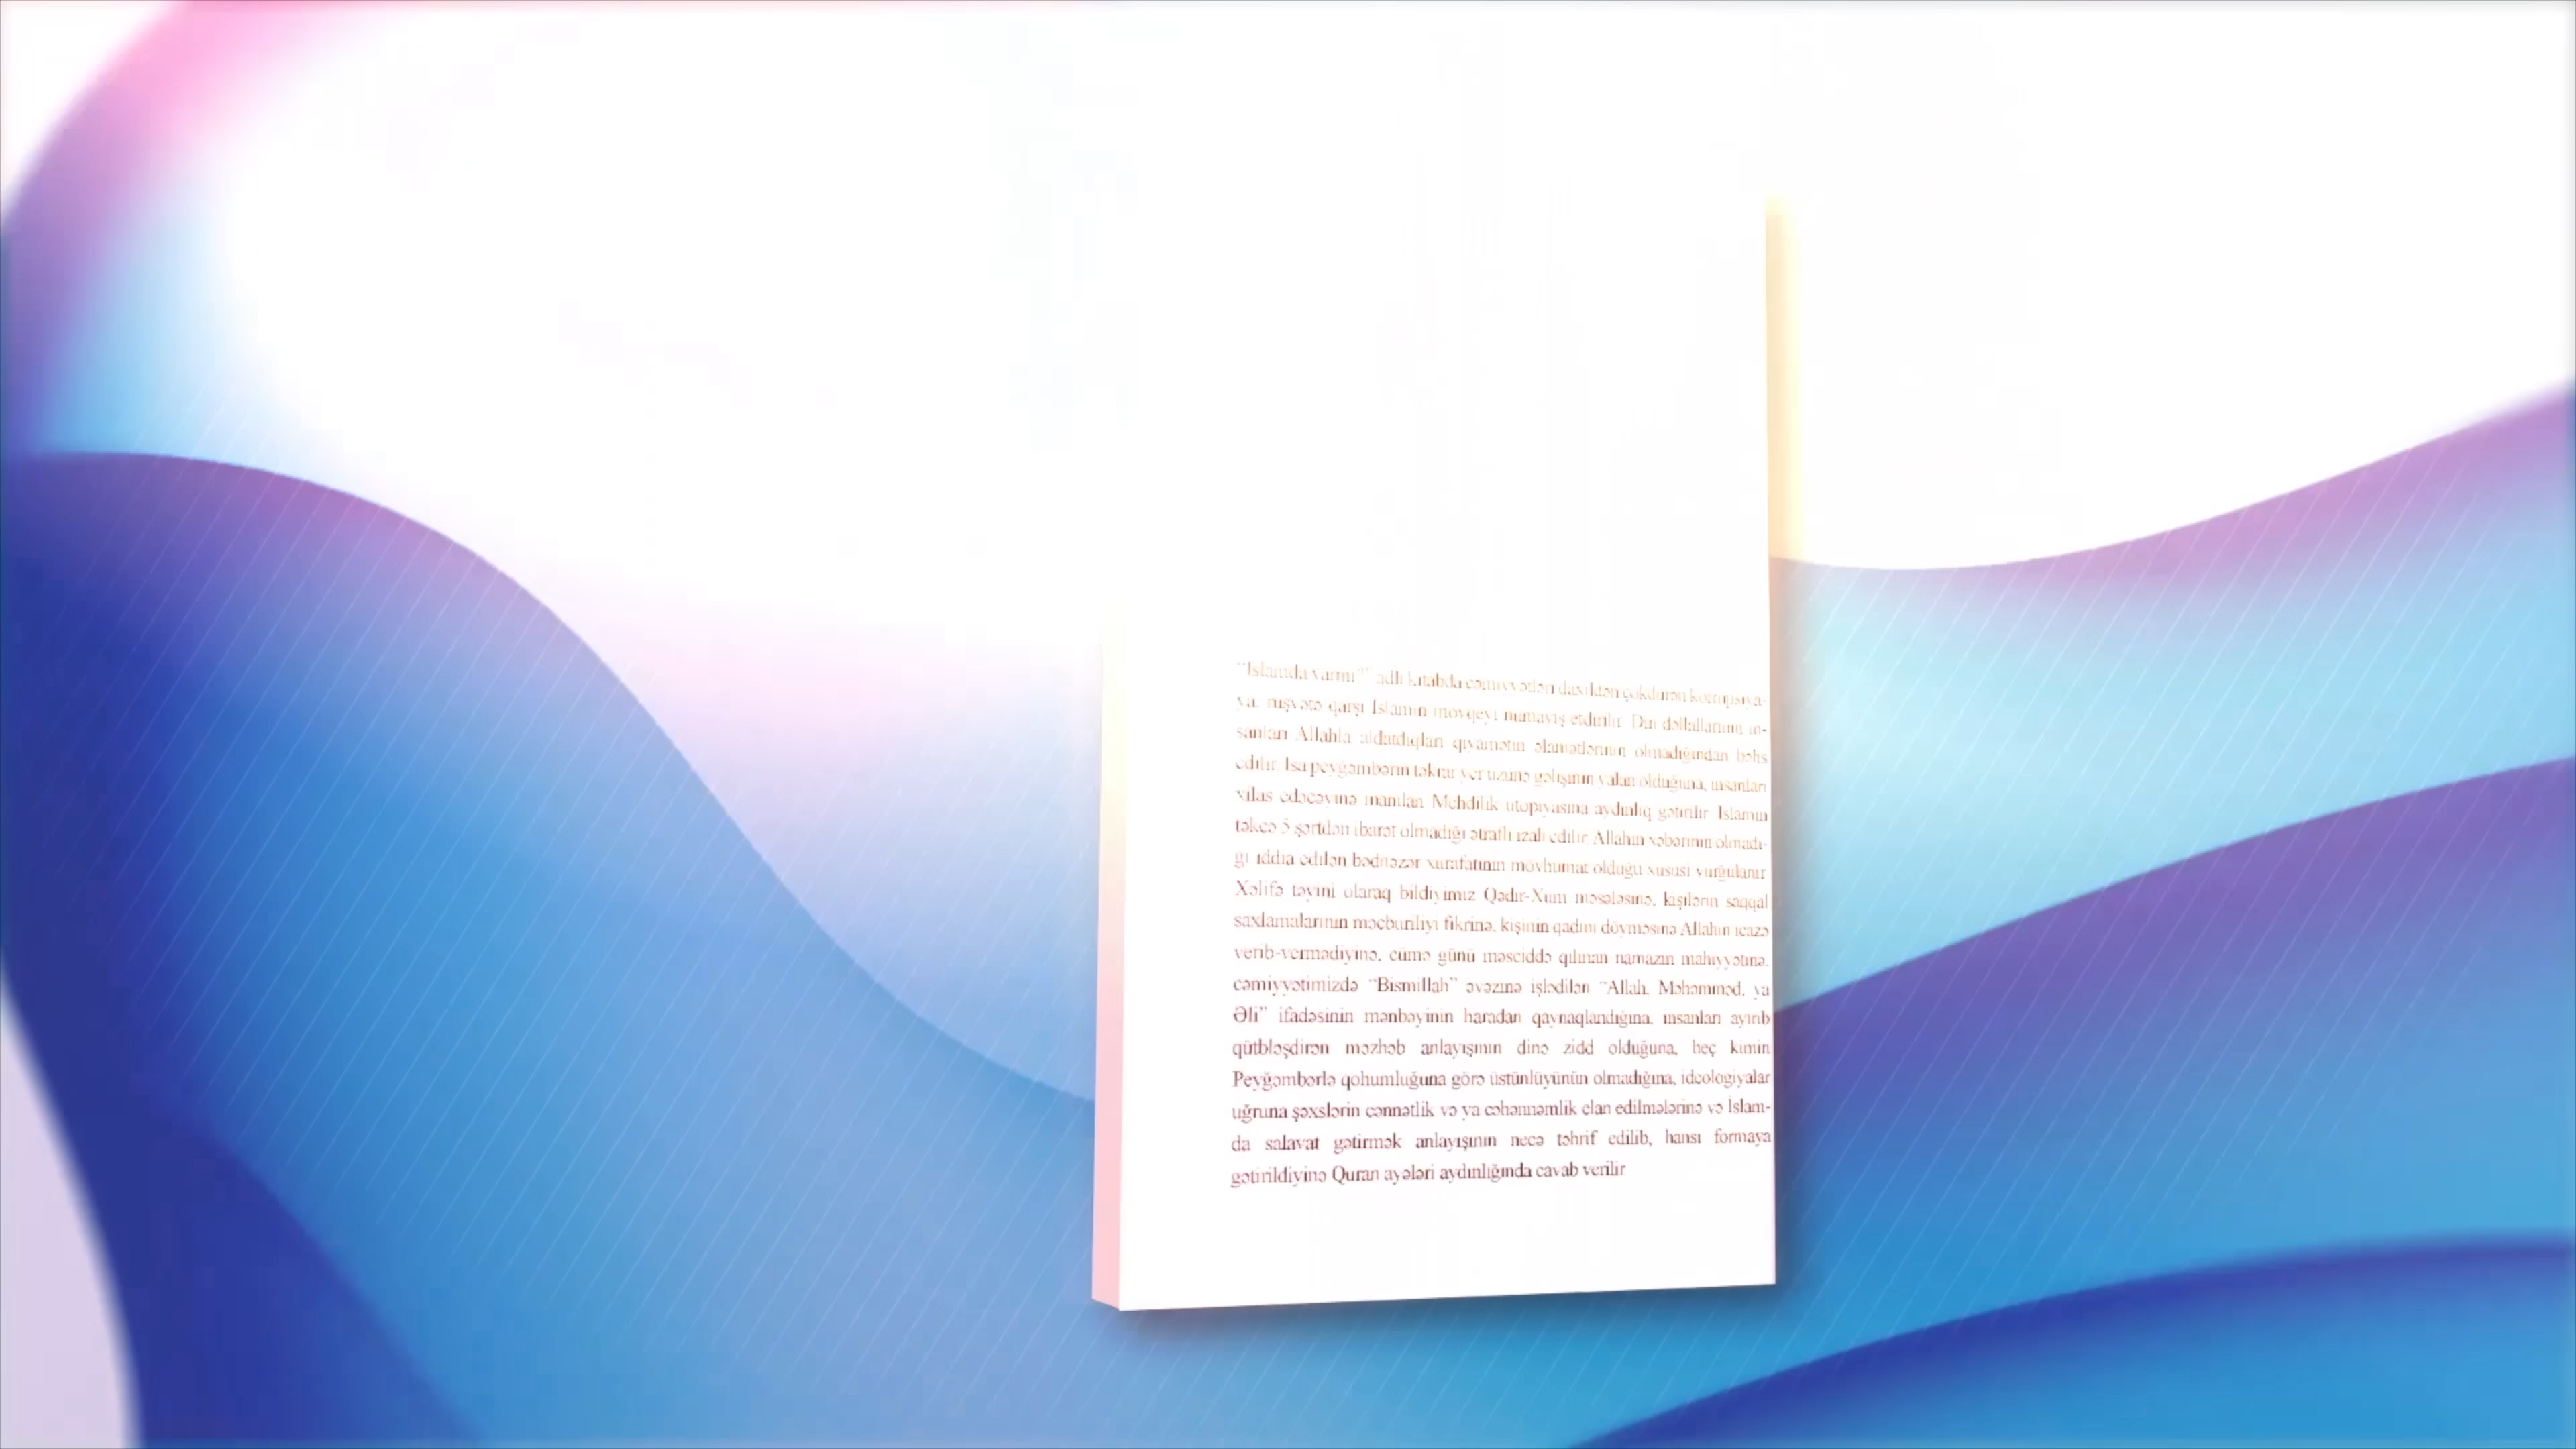 “İslamda varmı?” adlı kitabda cəmiyyətləri daxildən çökdürən korrupsiya-
ya, rüşvətə qarşı İslamın mövqeyi nümayiş etdirilir. Din dəllallarının in-
sanları Allahla aldatdıqları qiyamətin əlamətlərinin olmadığından bəhs
edilir. İsa peyğəmbərin təkrar yer üzünə gəlişinin yalan olduğuna, insanları
xilas edəcəyinə inanılan Mehdilik utopiyasına aydınlıq gətirilir. İslamın
təkcə 5 şərtdən ibarət olmadığı ətraflı izah edilir. Allahın xəbərinin olmadı-
ğı iddia edilən bədnəzər xurafatının mövhumat olduğu xüsusi vurğulanır.
Xəlifə təyini olaraq bildiyimiz Qədir-Xum məsələsinə, kişilərin saqqal
saxlamalarının məcburiliyi fikrinə, kişinin qadını döyməsinə Allahın icazə
verib-vermədiyinə, cümə günü məsciddə qılınan namazın mahiyyətinə,
cəmiyyətimizdə “Bismillah” əvəzinə işlədilən “Allah, Məhəmməd, ya
Əli” ifadəsinin mənbəyinin haradan qaynaqlandığına, insanları ayırıb
qütbləşdirən məzhəb anlayışının dinə zidd olduğuna, heç kimin
Peyğəmbərlə qohumluğuna görə üstünlüyünün olmadığına, ideologiyalar
uğruna şəxslərin cənnətlik və ya cəhənnəmlik elan edilmələrinə və İslam-
da salavat gətirmək anlayışının necə təhrif edilib, hansı formaya
gətirildiyinə Quran ayələri aydınlığında cavab verilir